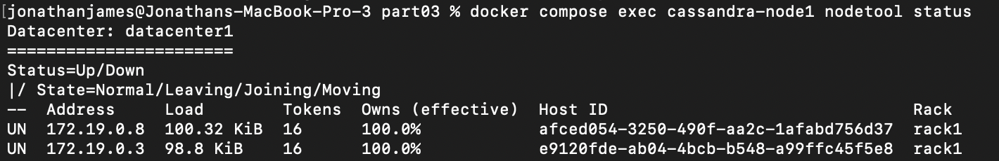 [jonathanjames@Jonathans-MacBook-Pro-3 part03 % docker compose exec cassandra-node1 nodetool status
Datacenter: datacenter1
=======================
Status=Up/Down
|/ State=Normal/Leaving/Joining/Moving
--  Address     Load        Tokens  Owns (effective)  Host ID                               Rack
UN  172.19.0.8  100.32 KiB  16      100.0%            afced054-3250-490f-aa2c-1afabd756d37  rack1
UN  172.19.0.3  98.8 KiB    16      100.0%            e9120fde-ab04-4bcb-b548-a99ffc45f5e8  rack1